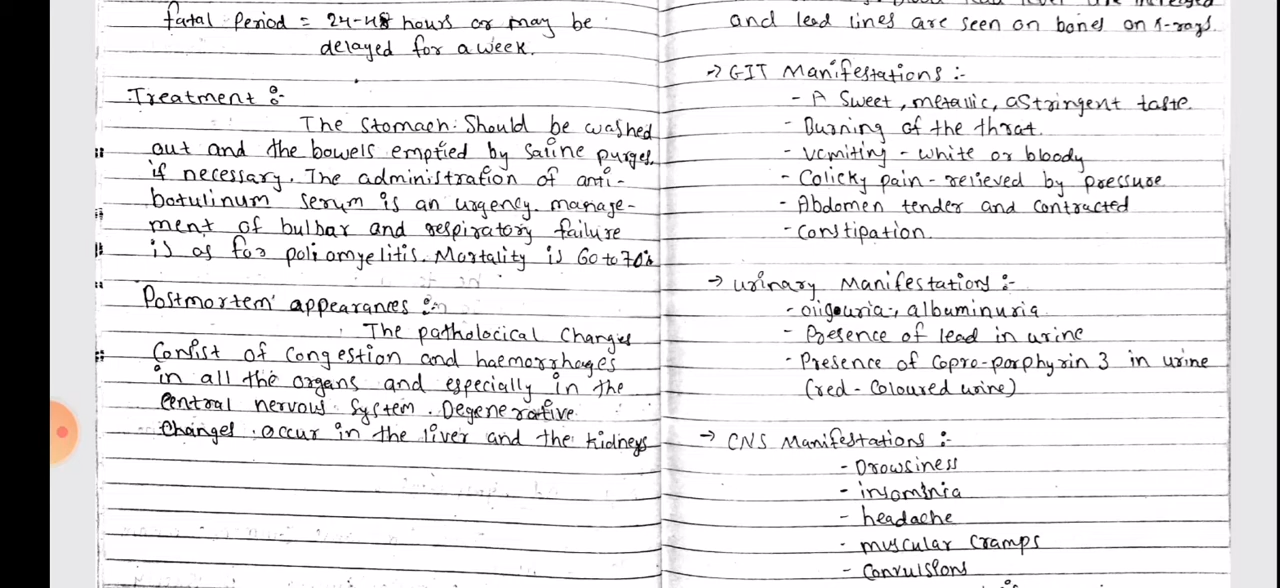 fatal Period = 24-48 hours or may be
delayed for a week.
Treatment :-
The Stomach Should be washed
out and the bowels emptied by Saline purges
if necessary. The administration of anti-
botulinum serum is an urgency. manage-
ment of bulbar and respiratory failure
is as for poliomyelitis. Mortality is 60 to 70%
Postmortem appearances :-
The patholocical Changes
Consist of congestion and haemorrhages
in all the organs and especially in the
Central nervous system. Degenerative
changes occur in the liver and the kidneys
and lead lines are seen on bones on x-rays.
→ GIT Manifestations :-
- A Sweet, metallic, astringent taste.
- Burning of the throat.
- vomiting - white or bloody
- Colicky pain - relieved by pressure
- Abdomen tender and contracted
- Constipation.
→ Urinary Manifestations :-
- oligouria, albuminuria
- Presence of lead in urine
- Presence of Copro-porphyrin 3 in urine
(red-Coloured urine)
→ CNS Manifestations :-
- Drowsiness
- insominia
- headache
- muscular Cramps
- Convulsions